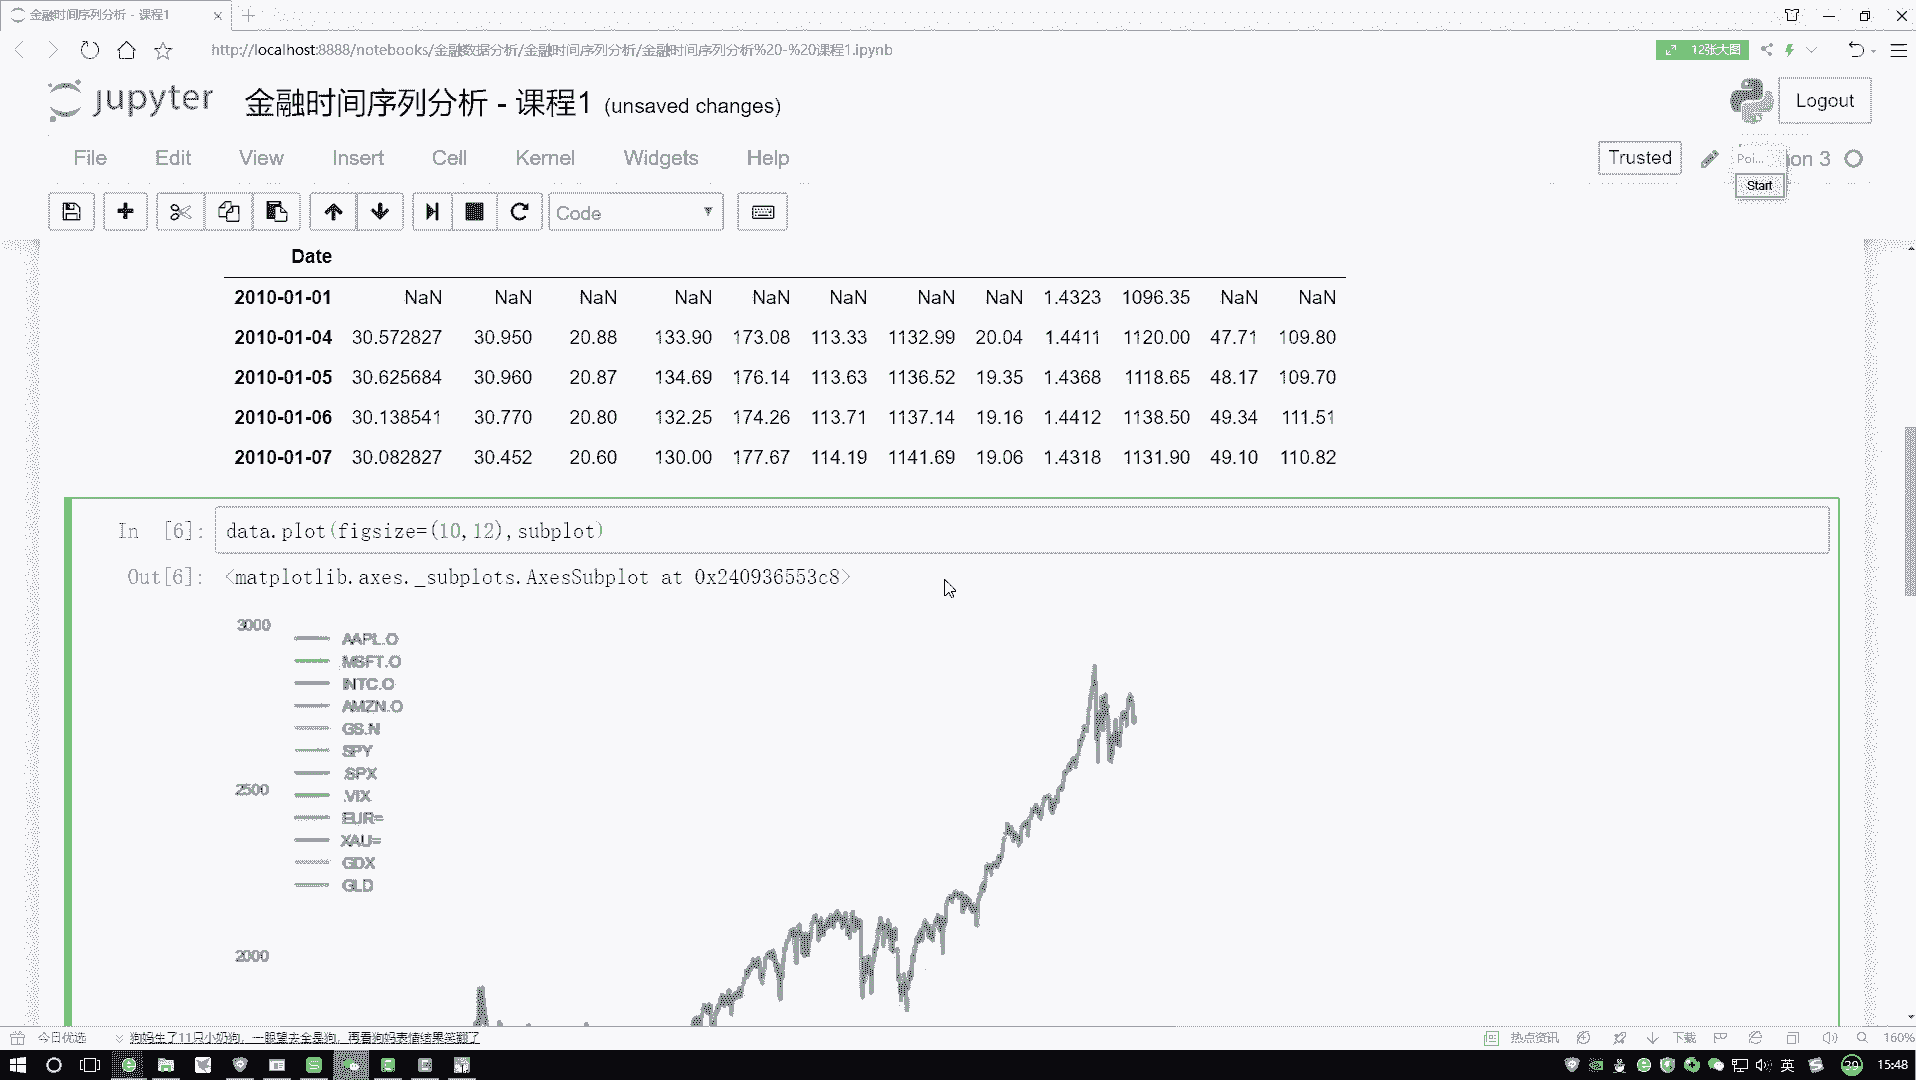 金融时间序列分析 - 课程1
http://localhost:8888/notebooks/金融数据分析/金融时间序列分析/金融时间序列分析%20-%20课程1.ipynb
12张大图
jupyter 金融时间序列分析 - 课程1 (unsaved changes)
Logout
File Edit View Insert Cell Kernel Widgets Help
Trusted
Poi... on 3
Start
Code
Date
2010-01-01 NaN NaN NaN NaN NaN NaN NaN NaN 1.4323 1096.35 NaN NaN
2010-01-04 30.572827 30.950 20.88 133.90 173.08 113.33 1132.99 20.04 1.4411 1120.00 47.71 109.80
2010-01-05 30.625684 30.960 20.87 134.69 176.14 113.63 1136.52 19.35 1.4368 1118.65 48.17 109.70
2010-01-06 30.138541 30.770 20.80 132.25 174.26 113.71 1137.14 19.16 1.4412 1138.50 49.34 111.51
2010-01-07 30.082827 30.452 20.60 130.00 177.67 114.19 1141.69 19.06 1.4318 1131.90 49.10 110.82
In [6]: data.plot(figsize=(10,12),subplot)
Out[6]: <matplotlib.axes._subplots.AxesSubplot at 0x240936553c8>
3000
AAPL.O
MSFT.O
INTC.O
AMZN.O
GS.N
SPY
.SPX
2500
.VIX
EUR=
XAU=
GDX
GLD
2000
今日优选 狗妈生了11只小奶狗，一眼望去全是狗，再看狗妈表情结果笑翻了
热点资讯 下载 160%
英 29 15:48